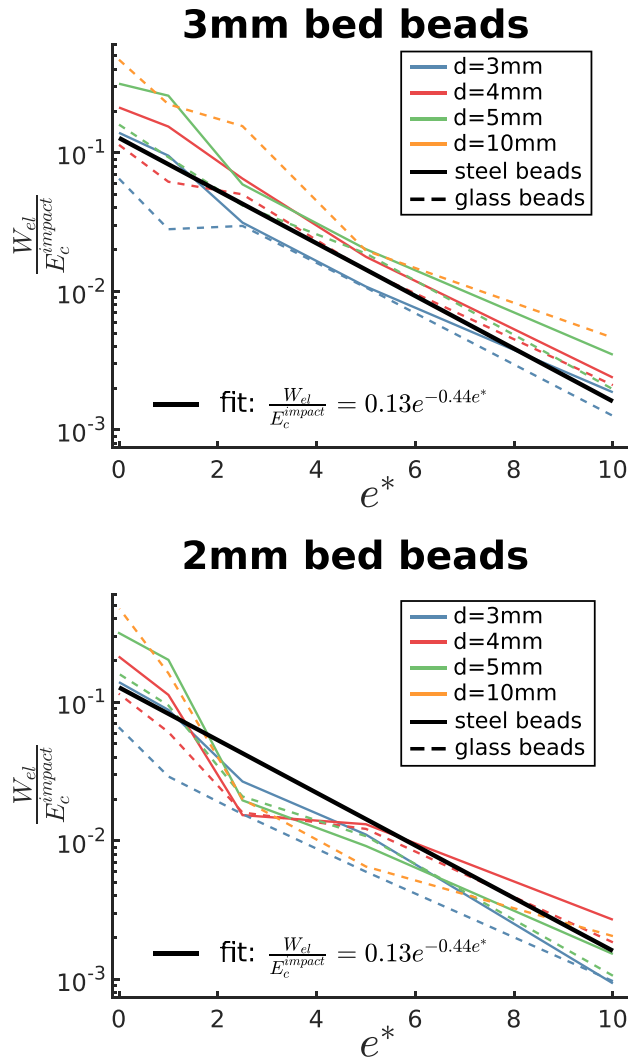 3mm bed beads
d=3mm
d=4mm
d=5mm
d=10mm
steel beads
glass beads
10⁻¹
10⁻²
10⁻³
W_el / E_c^impact
fit: W_el / E_c^impact = 0.13e^{-0.44e*}
0 2 4 6 8 10
e*
2mm bed beads
d=3mm
d=4mm
d=5mm
d=10mm
steel beads
glass beads
10⁻¹
10⁻²
10⁻³
W_el / E_c^impact
fit: W_el / E_c^impact = 0.13e^{-0.44e*}
0 2 4 6 8 10
e*